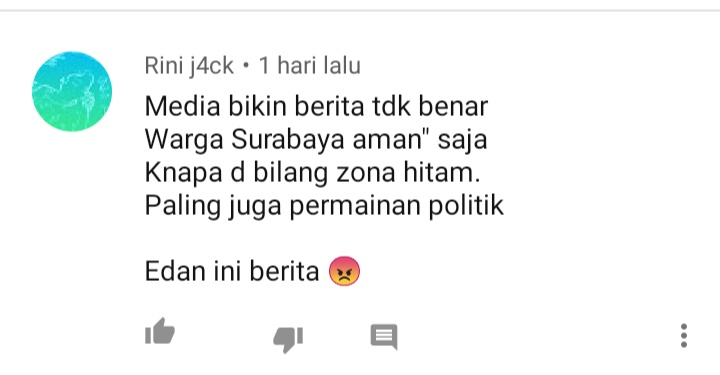 Rini j4ck • 1 hari lalu
Media bikin berita tdk benar
Warga Surabaya aman" saja
Knapa d bilang zona hitam.
Paling juga permainan politik
Edan ini berita 😡